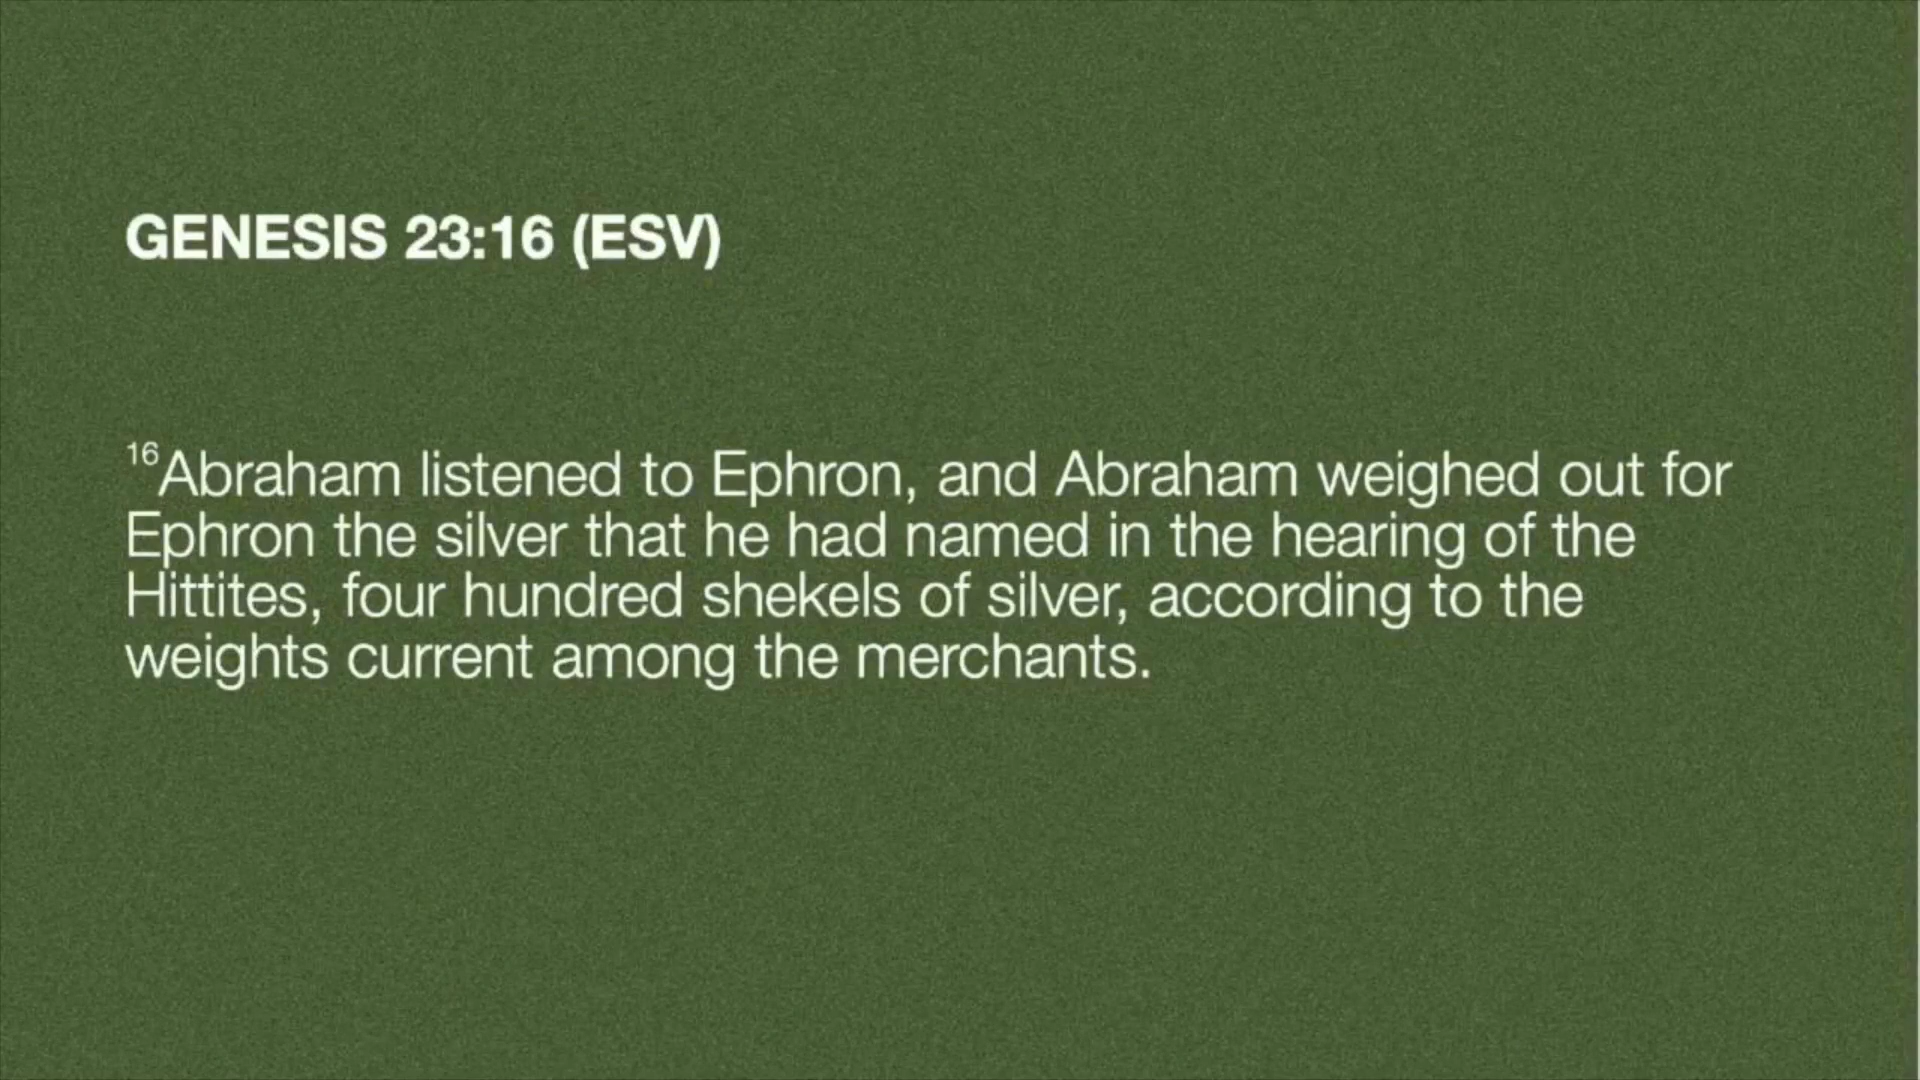 GENESIS 23:16 (ESV)
16Abraham listened to Ephron, and Abraham weighed out for
Ephron the silver that he had named in the hearing of the
Hittites, four hundred shekels of silver, according to the
weights current among the merchants.